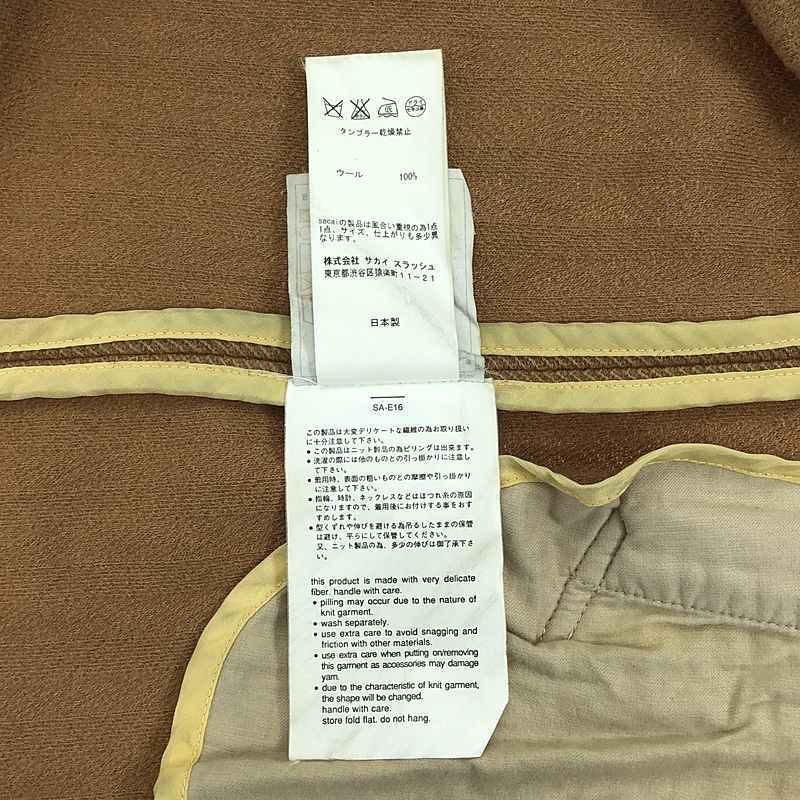 低
ドライ
タンブラー乾燥禁止
ウール 100%
sacaiの製品は風合い重視の為1点
1点、サイズ、仕上がりも多少異
なります。
株式会社 サカイ スラッシュ
東京都渋谷区猿楽町11-21
日本製
SA-E16
この製品は大変デリケートな繊維の為お取り扱い
に十分注意して下さい。
● この製品はニット製品の為ピリングは出来ます。
● 洗濯の際には他のものとの引っ掛かりに注意し
て下さい。
● 着用時、表面の粗いものとの摩擦や引っ掛かり
に注意して下さい。
● 指輪、時計、ネックレスなどはほつれ糸の原因
になりますので、着用後にお付けする事をおす
すめします。
● 型くずれや伸びを避ける為吊るしたままの保管
は避け、平らにして保管してください。
又、ニット製品の為、多少の伸びは御了承下さ
い。
this product is made with very delicate
fiber. handle with care.
● pilling may occur due to the nature of
knit garment.
● wash separately.
● use extra care to avoid snagging and
friction with other materials.
● use extra care when putting on/removing
this garment as accessories may damage
yarn.
● due to the characteristic of knit garment,
the shape will be changed.
handle with care.
store fold flat. do not hang.